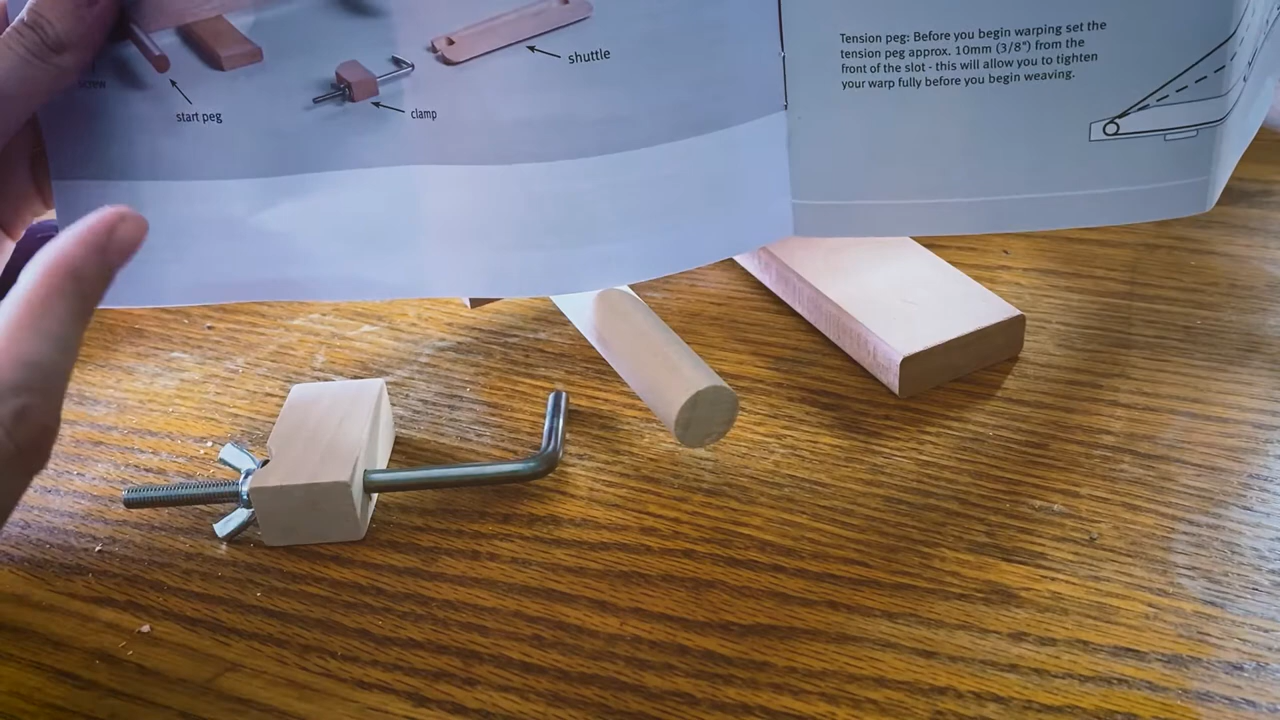 shuttle
screw
start peg
clamp
Tension peg: Before you begin warping set the
tension peg approx. 10mm (3/8") from the
front of the slot - this will allow you to tighten
your warp fully before you begin weaving.